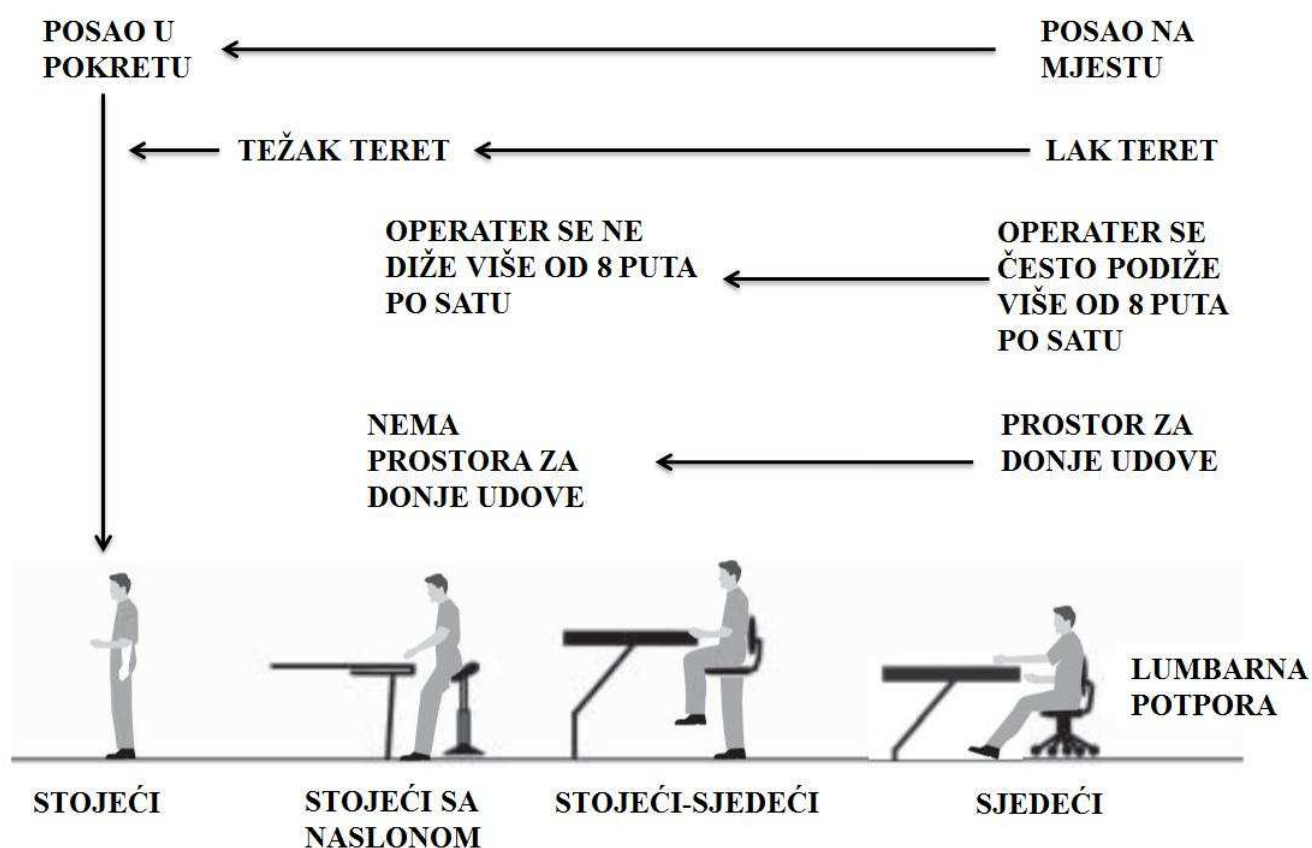 POSAO U
POKRETU
POSAO NA
MJESTU
TEŽAK TERET
LAK TERET
OPERATER SE NE
DIŽE VIŠE OD 8 PUTA
PO SATU
OPERATER SE
ČESTO PODIŽE
VIŠE OD 8 PUTA
PO SATU
NEMA
PROSTORA ZA
DONJE UDOVE
PROSTOR ZA
DONJE UDOVE
LUMBARNA
POTPORA
STOJEĆI
STOJEĆI SA
NASLONOM
STOJEĆI-SJEDEĆI
SJEDEĆI